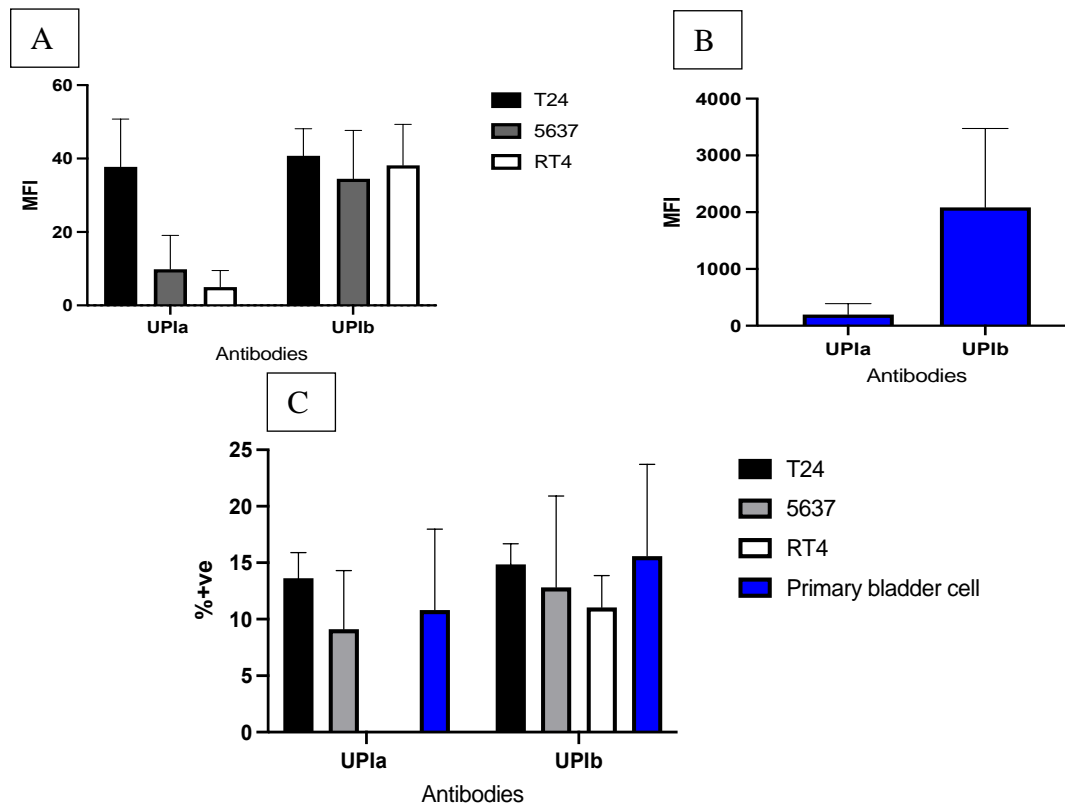 A
60
40
20
0
MFI
UPIa UPIb
Antibodies
T24
5637
RT4
B
4000
3000
2000
1000
0
MFI
UPIa UPIb
Antibodies
C
25
20
15
10
5
0
%+ve
UPIa UPIb
Antibodies
T24
5637
RT4
Primary bladder cell